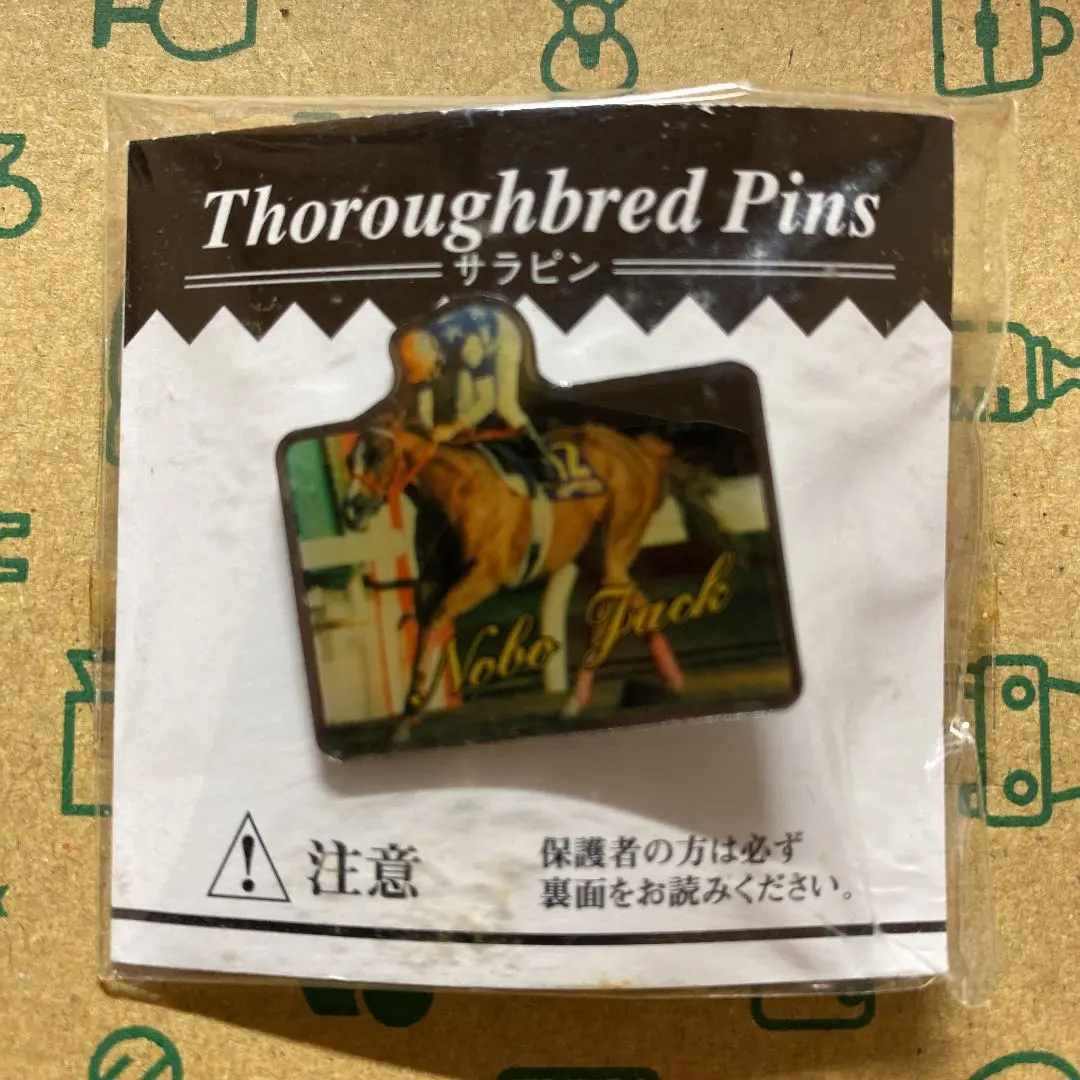 Thoroughbred Pins
サラピン
12
Nobo Jack
注意
保護者の方は必ず
裏面をお読みください。